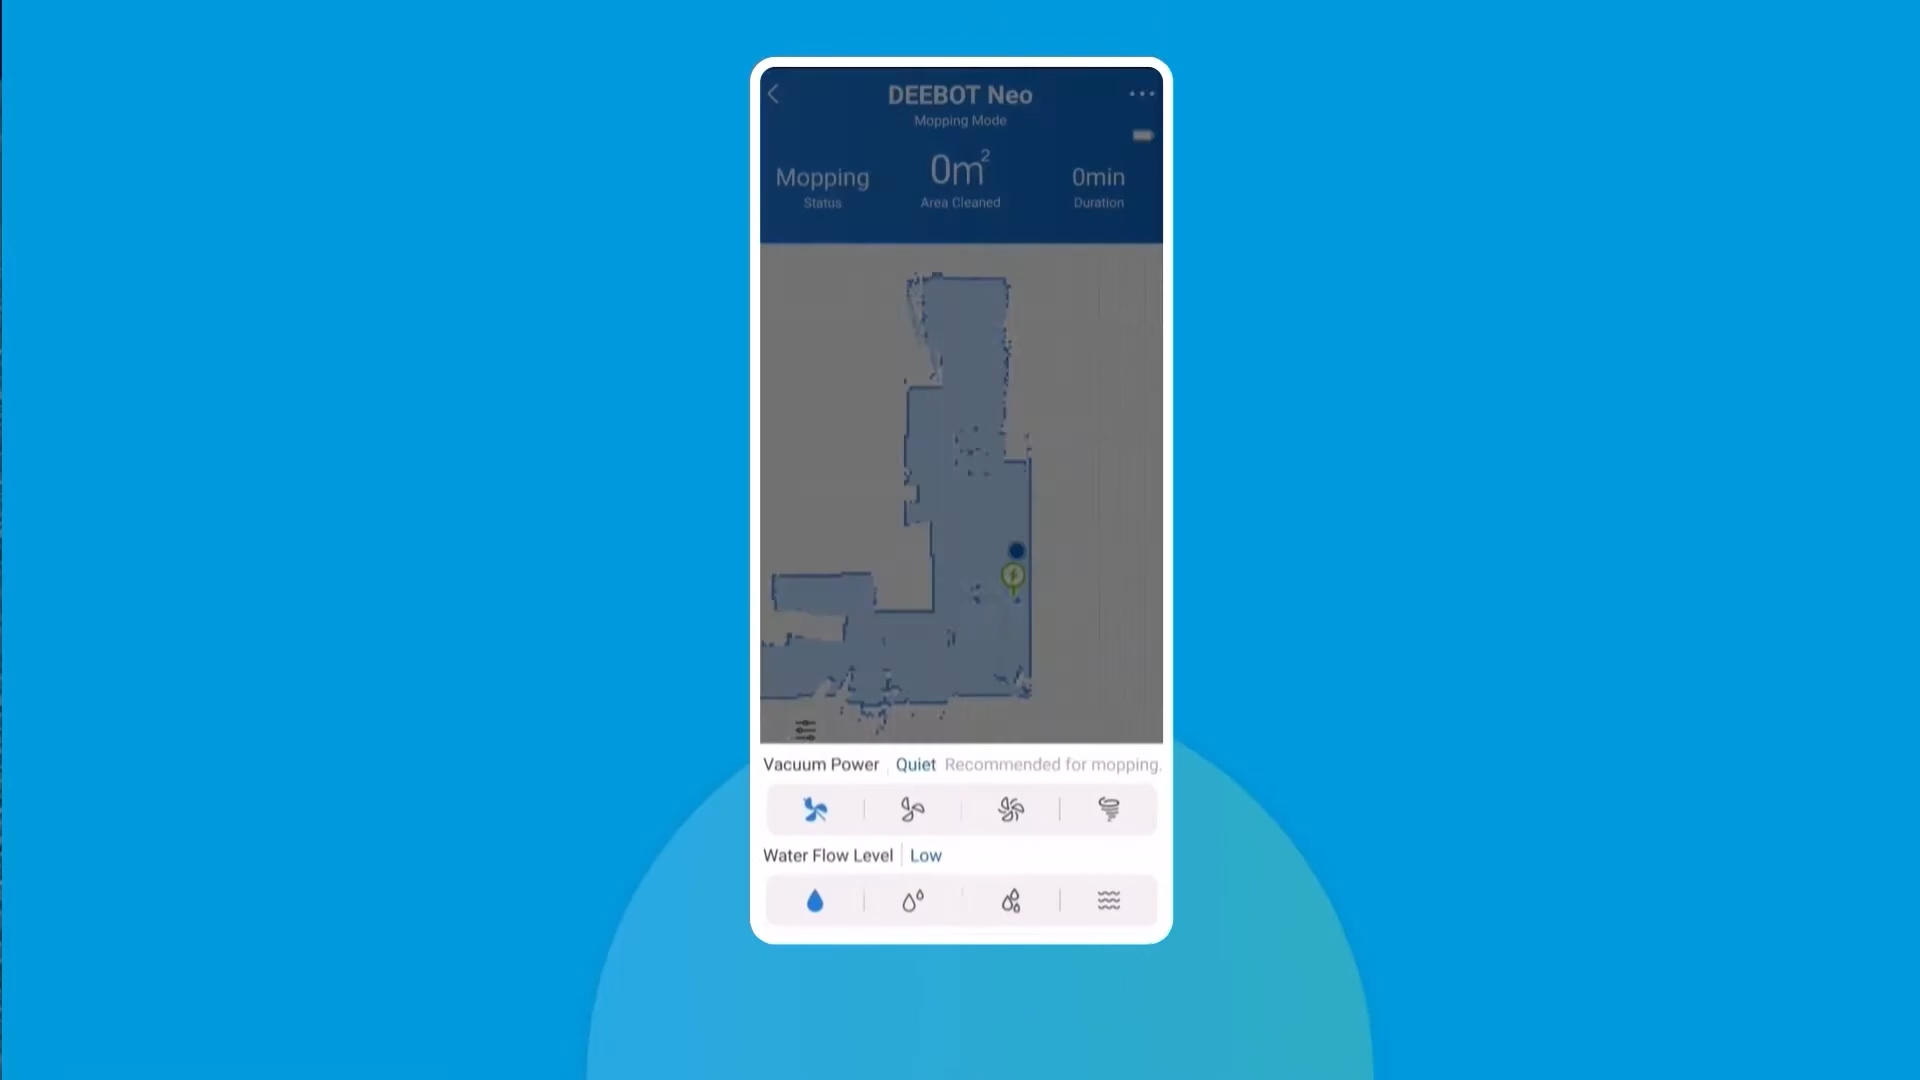 DEEBOT Neo
Mopping Mode
Mopping 0m² 0min
Status Area Cleaned Duration
Vacuum Power Quiet Recommended for mopping.
Water Flow Level Low